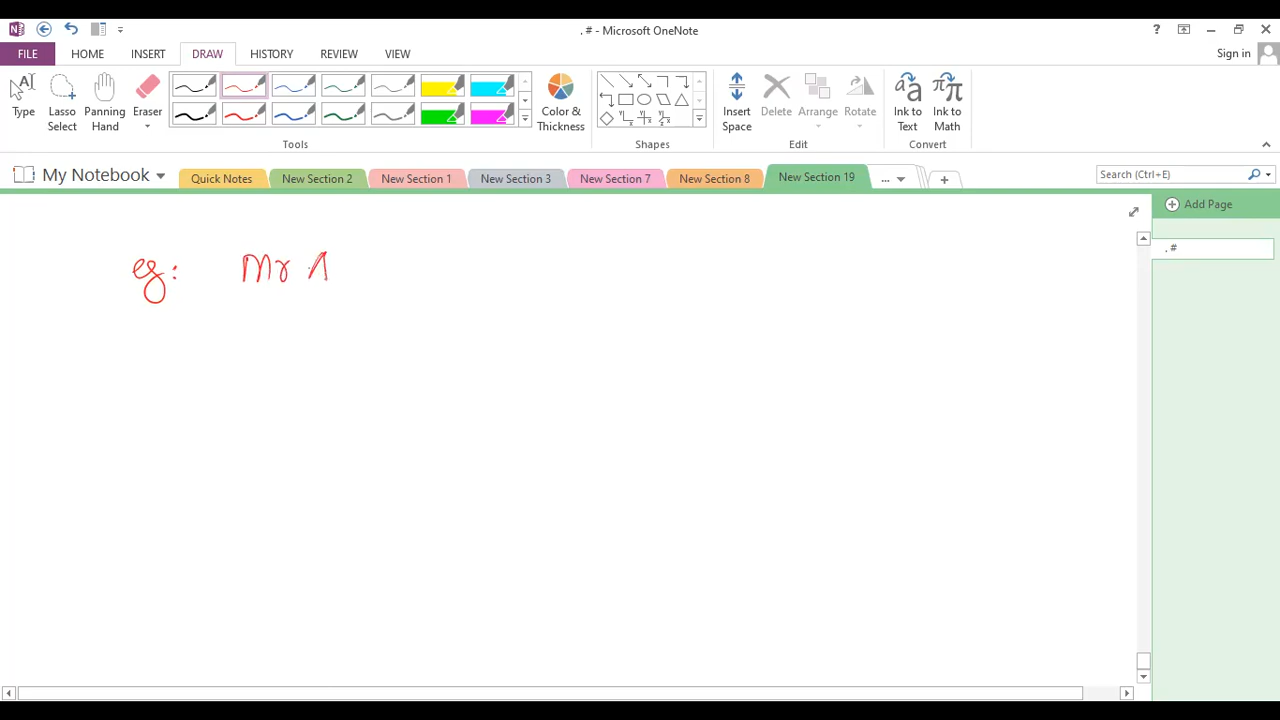 . # - Microsoft OneNote
FILE HOME INSERT DRAW HISTORY REVIEW VIEW Sign in
Type Lasso Select Panning Hand Eraser Color & Thickness Insert Space Delete Arrange Rotate Ink to Text Ink to Math
Tools Shapes Edit Convert
My Notebook Quick Notes New Section 2 New Section 1 New Section 3 New Section 7 New Section 8 New Section 19 ... Search (Ctrl+E)
Add Page
. #
eg: Mr